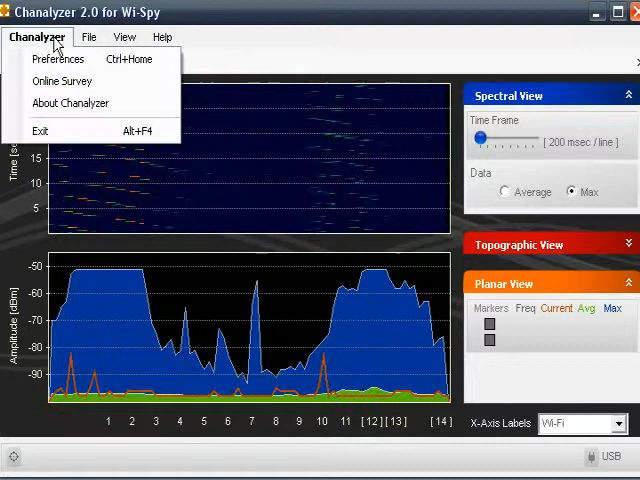 Chanalyzer 2.0 for Wi-Spy
Chanalyzer File View Help
Preferences Ctrl+Home
Online Survey
About Chanalyzer
Exit Alt+F4
Time [se
15
10
5
Spectral View
Time Frame
[ 200 msec / line ]
Data
Average Max
Topographic View
Planar View
Markers Freq Current Avg Max
Amplitude [dBm]
-50
-60
-70
-80
-90
1 2 3 4 5 6 7 8 9 10 11 [12] [13] [14]
X-Axis Labels Wi-Fi
USB